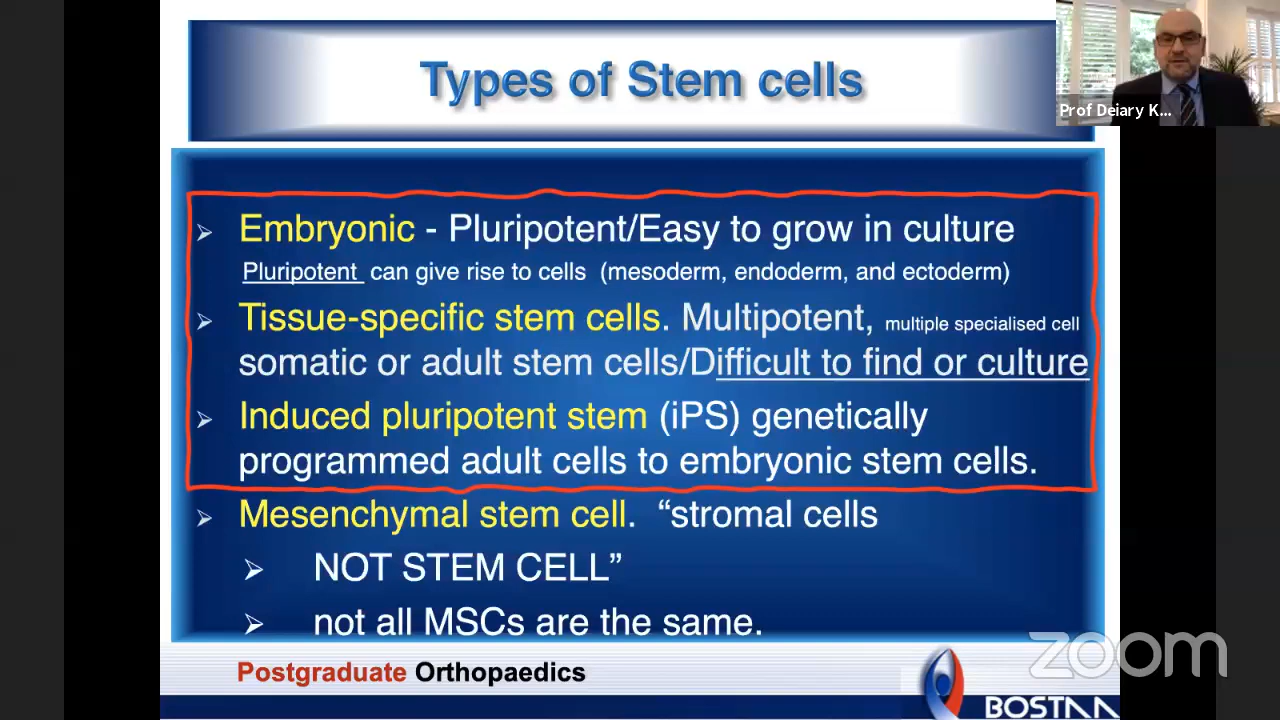 Types of Stem cells
Prof Deiary K...
Embryonic - Pluripotent/Easy to grow in culture
Pluripotent can give rise to cells (mesoderm, endoderm, and ectoderm)
Tissue-specific stem cells. Multipotent, multiple specialised cell
somatic or adult stem cells/Difficult to find or culture
Induced pluripotent stem (iPS) genetically
programmed adult cells to embryonic stem cells.
Mesenchymal stem cell. “stromal cells
NOT STEM CELL”
not all MSCs are the same.
zoom
Postgraduate Orthopaedics
BOSTAA